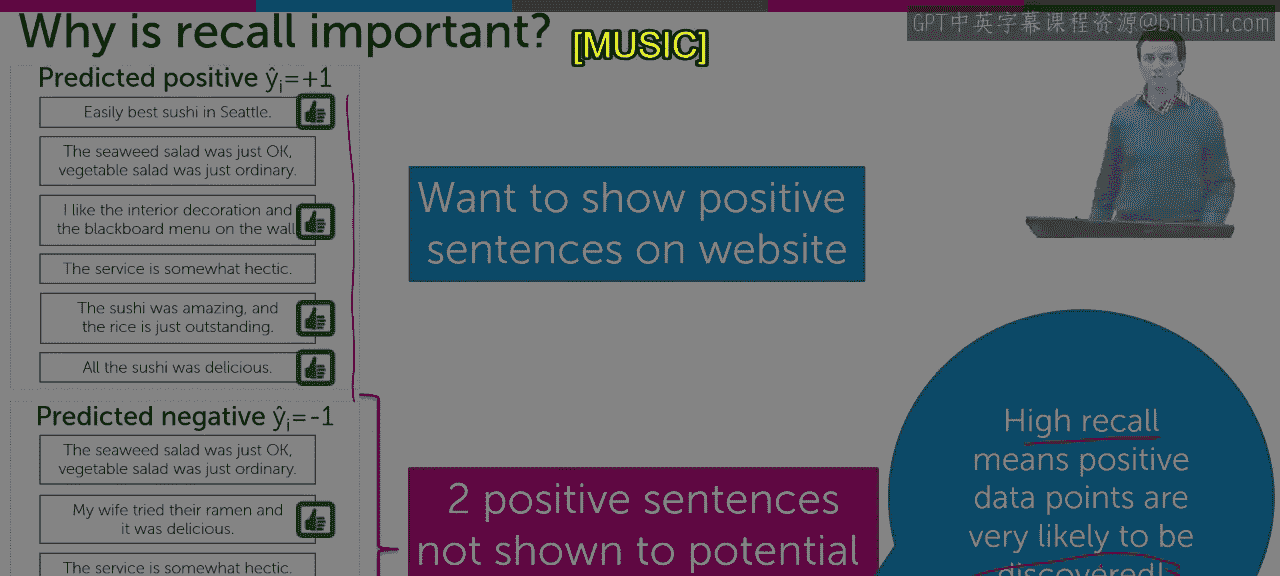 Why is recall important?
[MUSIC]
GPT中英字幕课程资源@bilibili.com
Predicted positive ŷi=+1
Easily best sushi in Seattle.
The seaweed salad was just OK,
vegetable salad was just ordinary.
I like the interior decoration and
the blackboard menu on the wall
The service is somewhat hectic.
The sushi was amazing, and
the rice is just outstanding.
All the sushi was delicious.
Predicted negative ŷi=-1
The seaweed salad was just OK,
vegetable salad was just ordinary.
My wife tried their ramen and
it was delicious.
The service is somewhat hectic.
Want to show positive
sentences on website
2 positive sentences
not shown to potential
High recall
means positive
data points are
very likely to be
discovered!